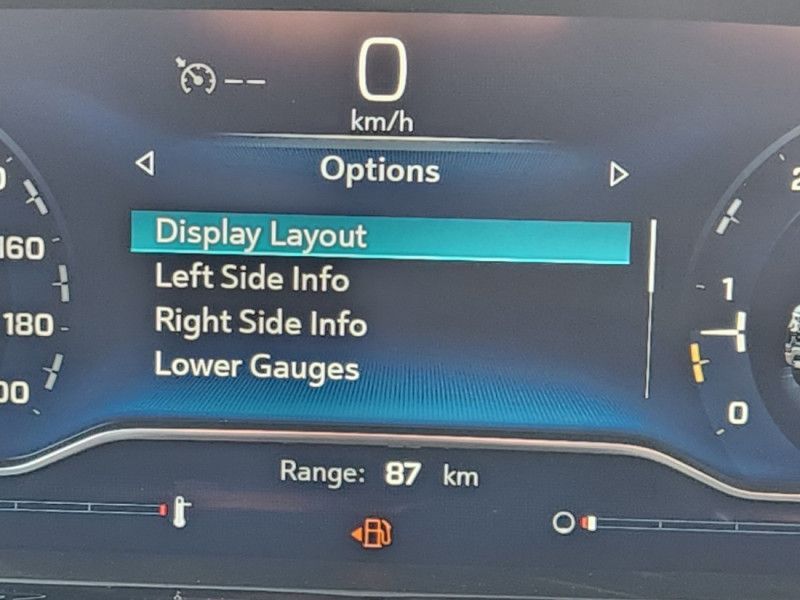 0
km/h
Options
Display Layout
Left Side Info
Right Side Info
Lower Gauges
160
180
1
0
Range: 87 km